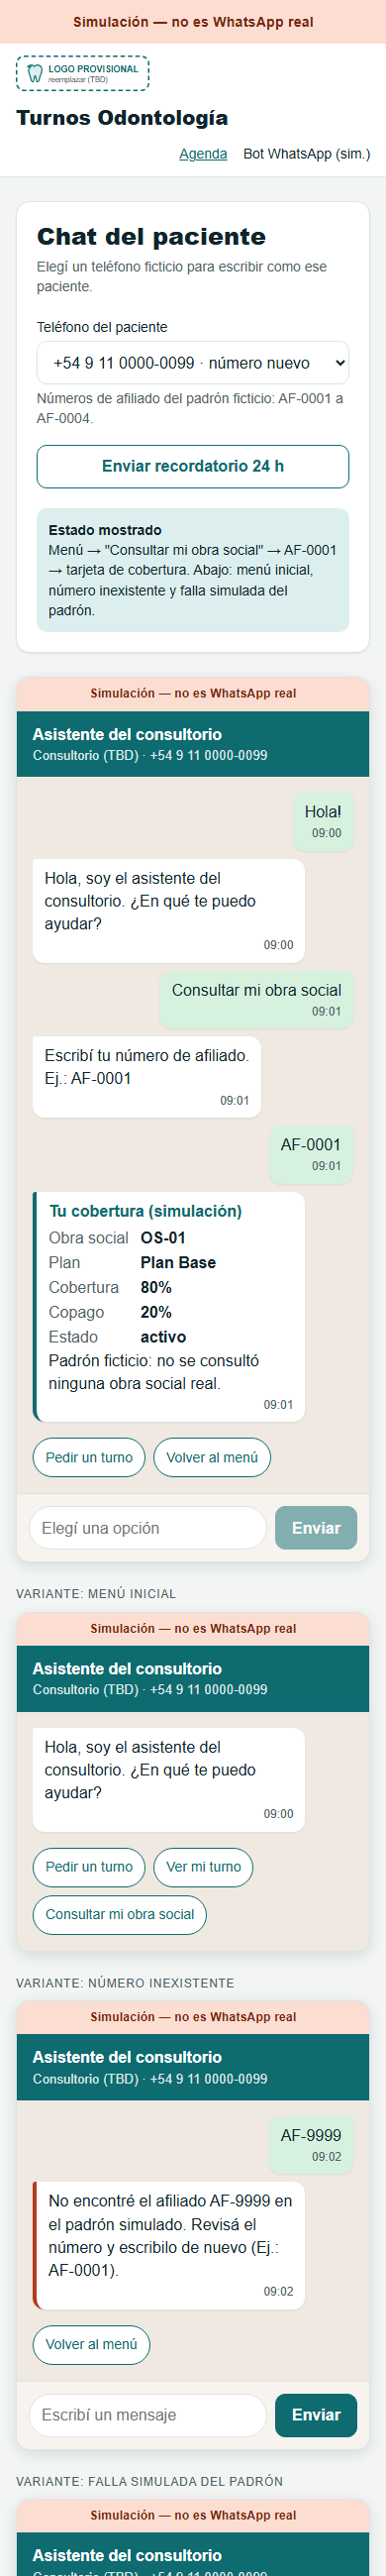 Simulación — no es WhatsApp real
LOGO PROVISIONAL
reemplazar (TBD)
Turnos Odontología
Agenda Bot WhatsApp (sim.)
Chat del paciente
Elegí un teléfono ficticio para escribir como ese
paciente.
Teléfono del paciente
+54 9 11 0000-0099 · número nuevo
Números de afiliado del padrón ficticio: AF-0001 a
AF-0004.
Enviar recordatorio 24 h
Estado mostrado
Menú → "Consultar mi obra social" → AF-0001
→ tarjeta de cobertura. Abajo: menú inicial,
número inexistente y falla simulada del
padrón.
Simulación — no es WhatsApp real
Asistente del consultorio
Consultorio (TBD) · +54 9 11 0000-0099
Hola!
09:00
Hola, soy el asistente del
consultorio. ¿En qué te puedo
ayudar?
09:00
Consultar mi obra social
09:01
Escribí tu número de afiliado.
Ej.: AF-0001
09:01
AF-0001
09:01
Tu cobertura (simulación)
Obra social OS-01
Plan Plan Base
Cobertura 80%
Copago 20%
Estado activo
Padrón ficticio: no se consultó
ninguna obra social real.
09:01
Pedir un turno Volver al menú
Elegí una opción Enviar
VARIANTE: MENÚ INICIAL
Simulación — no es WhatsApp real
Asistente del consultorio
Consultorio (TBD) · +54 9 11 0000-0099
Hola, soy el asistente del
consultorio. ¿En qué te puedo
ayudar?
09:00
Pedir un turno Ver mi turno
Consultar mi obra social
VARIANTE: NÚMERO INEXISTENTE
Simulación — no es WhatsApp real
Asistente del consultorio
Consultorio (TBD) · +54 9 11 0000-0099
AF-9999
09:02
No encontré el afiliado AF-9999 en
el padrón simulado. Revisá el
número y escribilo de nuevo (Ej.:
AF-0001).
09:02
Volver al menú
Escribí un mensaje Enviar
VARIANTE: FALLA SIMULADA DEL PADRÓN
Simulación — no es WhatsApp real
Asistente del consultorio
Consultorio (TBD) · +54 9 11 0000-0099